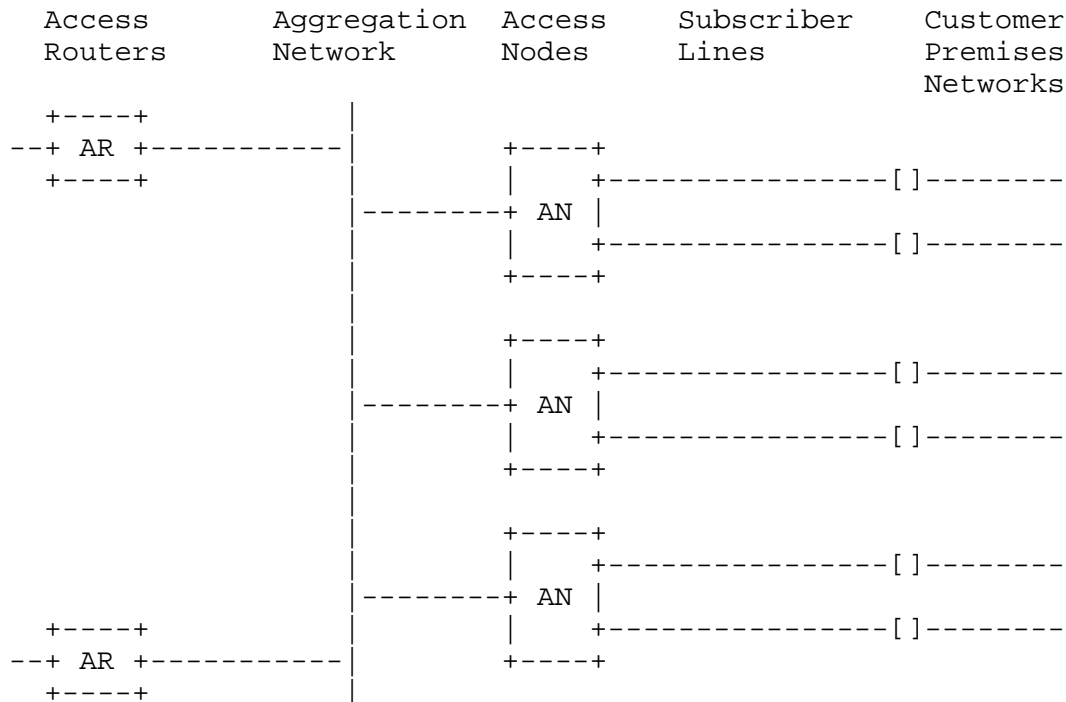 Access Aggregation Access Subscriber Customer
Routers Network Nodes Lines Premises
Networks
+----+ |
--+ AR +-----------| +----+
+----+ | | +---------------[]--------
|--------+ AN |
| | +---------------[]--------
| +----+
|
| +----+
| | +---------------[]--------
|--------+ AN |
| | +---------------[]--------
| +----+
|
| +----+
| | +---------------[]--------
|--------+ AN |
+----+ | | +---------------[]--------
--+ AR +-----------| +----+
+----+ |